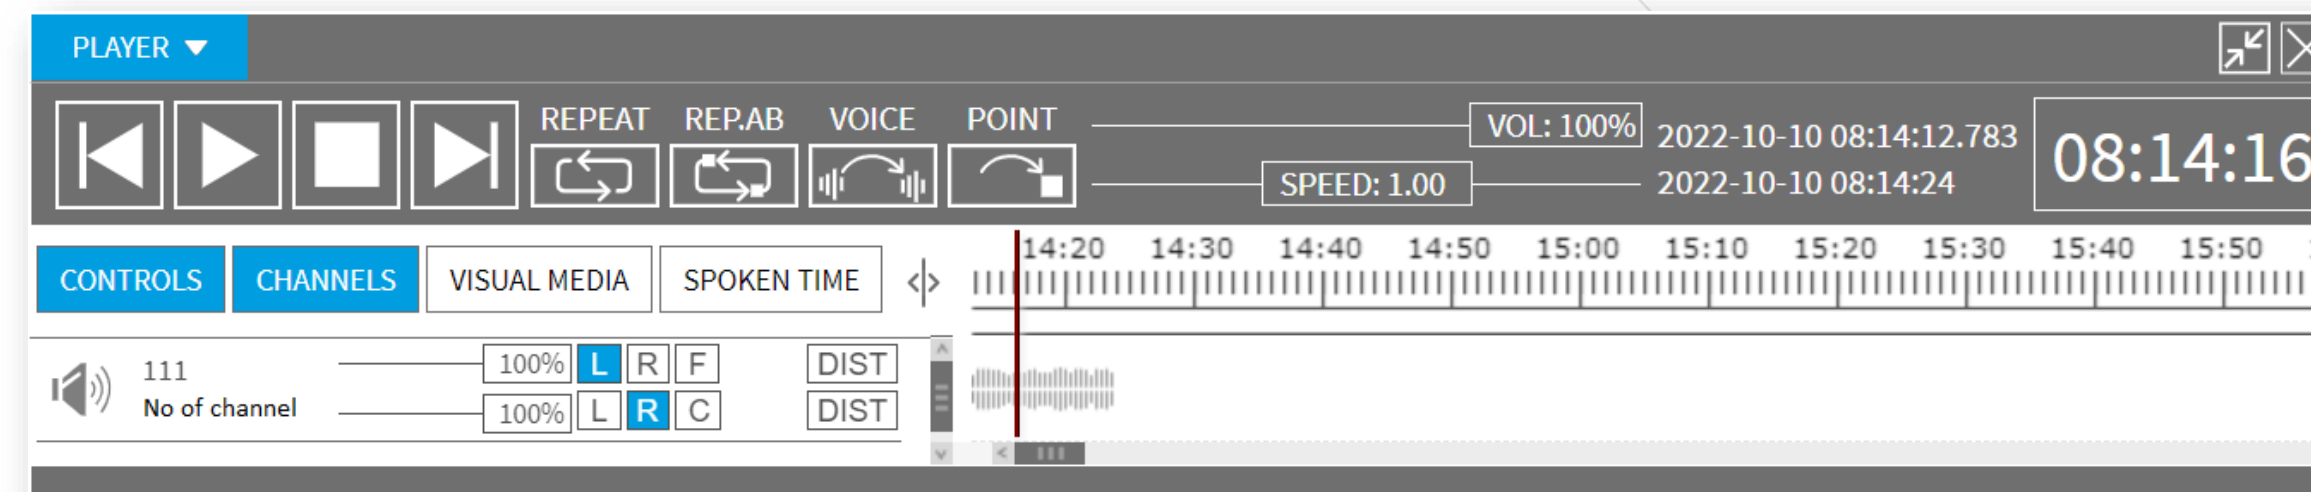 PLAYER
REPEAT REP.AB VOICE POINT
VOL: 100%
2022-10-10 08:14:12.783
SPEED: 1.00
2022-10-10 08:14:24
08:14:16
CONTROLS CHANNELS VISUAL MEDIA SPOKEN TIME
14:20 14:30 14:40 14:50 15:00 15:10 15:20 15:30 15:40 15:50
111
100% L R F DIST
No of channel
100% L R C DIST